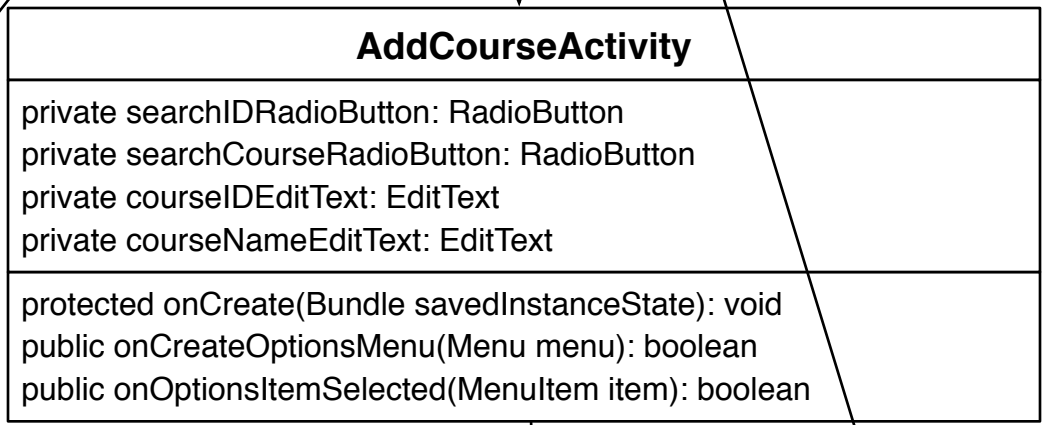 AddCourseActivity
private searchIDRadioButton: RadioButton
private searchCourseRadioButton: RadioButton
private courseIDEditText: EditText
private courseNameEditText: EditText
protected onCreate(Bundle savedInstanceState): void
public onCreateOptionsMenu(Menu menu): boolean
public onOptionsItemSelected(MenuItem item): boolean